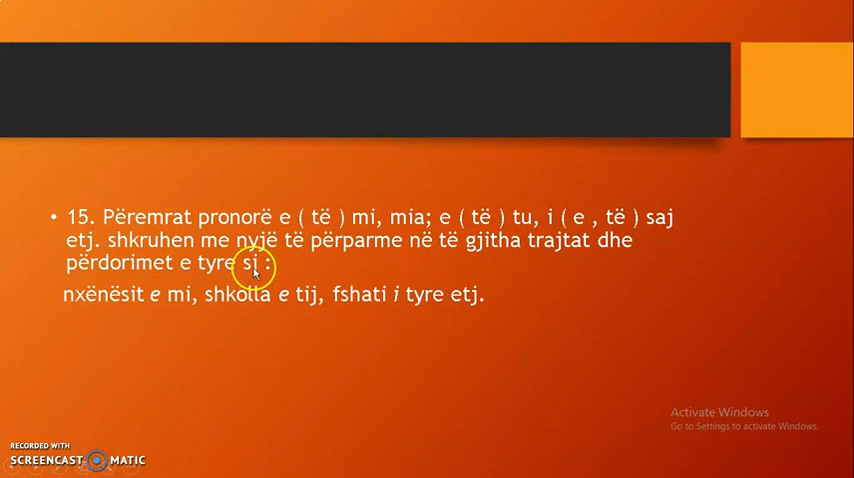 • 15. Përemrat pronorë e ( të ) mi, mia; e ( të ) tu, i ( e , të ) saj
etj. shkruhen me nyjë të përparme në të gjitha trajtat dhe
përdorimet e tyre si :
nxënësit e mi, shkolla e tij, fshati i tyre etj.
Activate Windows
Go to Settings to activate Windows.
RECORDED WITH
SCREENCAST MATIC